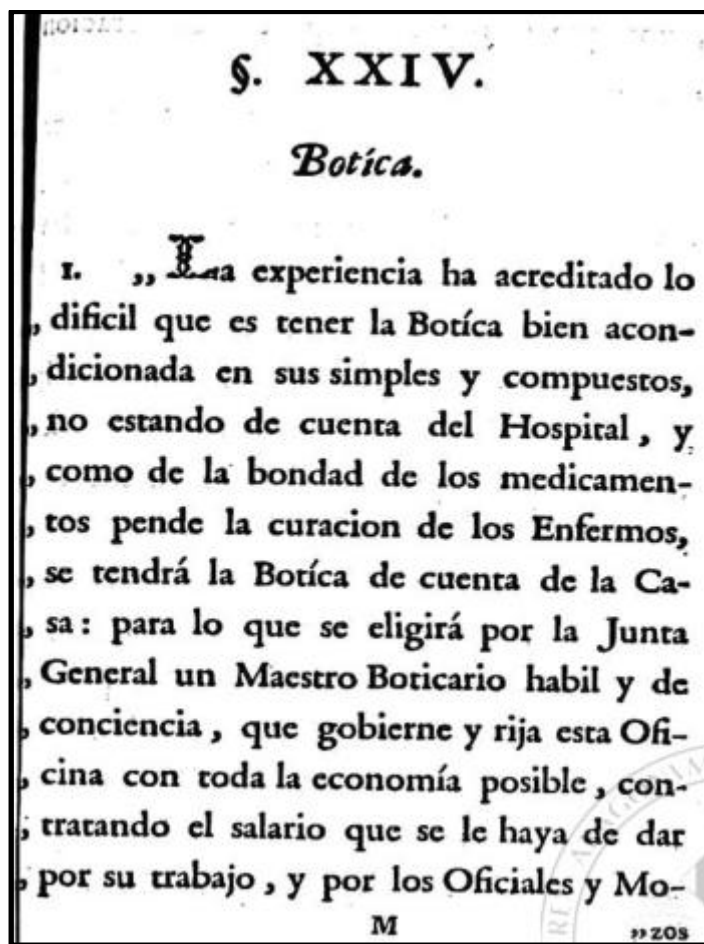 §. XXIV.
Botíca.
1. „ La experiencia ha acreditado lo
„ dificil que es tener la Botíca bien acon-
„ dicionada en sus simples y compuestos,
„ no estando de cuenta del Hospital, y
„ como de la bondad de los medicamen-
„ tos pende la curacion de los Enfermos,
„ se tendrá la Botíca de cuenta de la Ca-
„ sa: para lo que se eligirá por la Junta
„ General un Maestro Boticario habil y de
„ conciencia, que gobierne y rija esta Ofi-
„ cina con toda la economía posible, con-
„ tratando el salario que se le haya de dar
„ por su trabajo, y por los Oficiales y Mo-
M
„ zos